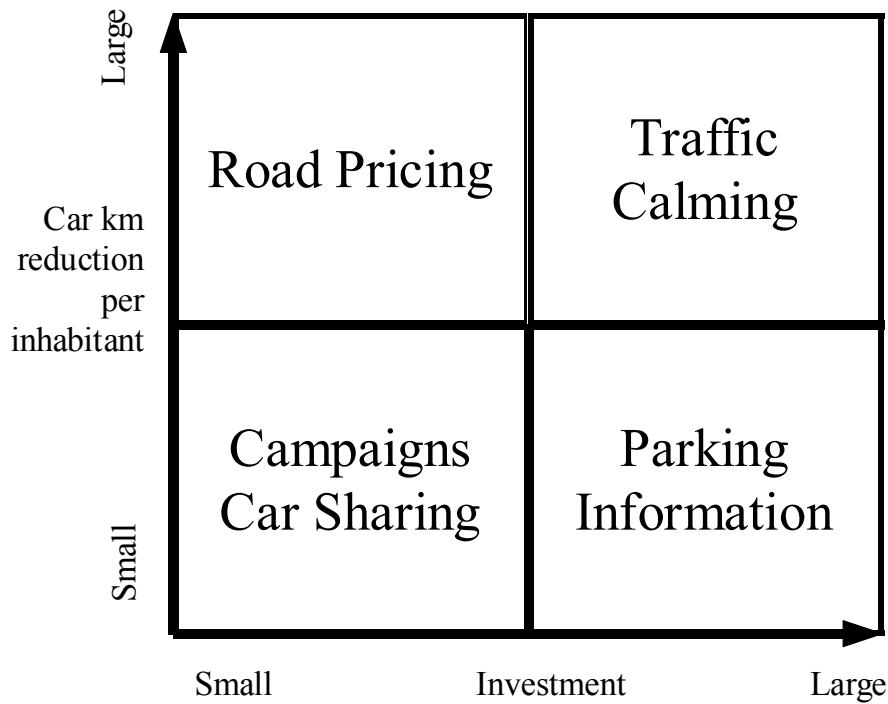 Large
Road Pricing
Traffic
Calming
Car km
reduction
per
inhabitant
Campaigns
Car Sharing
Parking
Information
Small
Small
Investment
Large